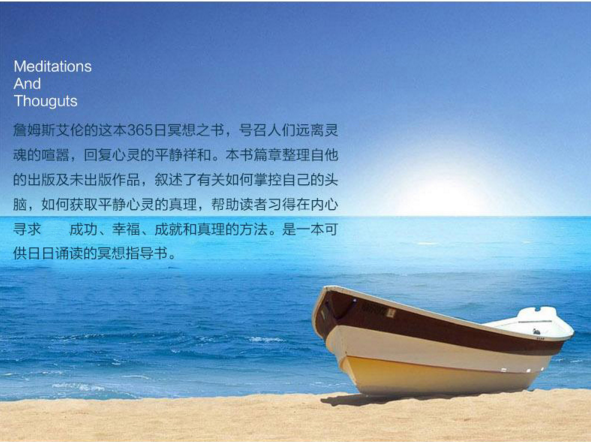 Meditations
And
Thouguts
詹姆斯艾伦的这本365日冥想之书，号召人们远离灵
魂的喧嚣，回复心灵的平静祥和。本书篇章整理自他
的出版及未出版作品，叙述了有关如何掌控自己的头
脑，如何获取平静心灵的真理，帮助读者习得在内心
寻求　　成功、幸福、成就和真理的方法。是一本可
供日日诵读的冥想指导书。